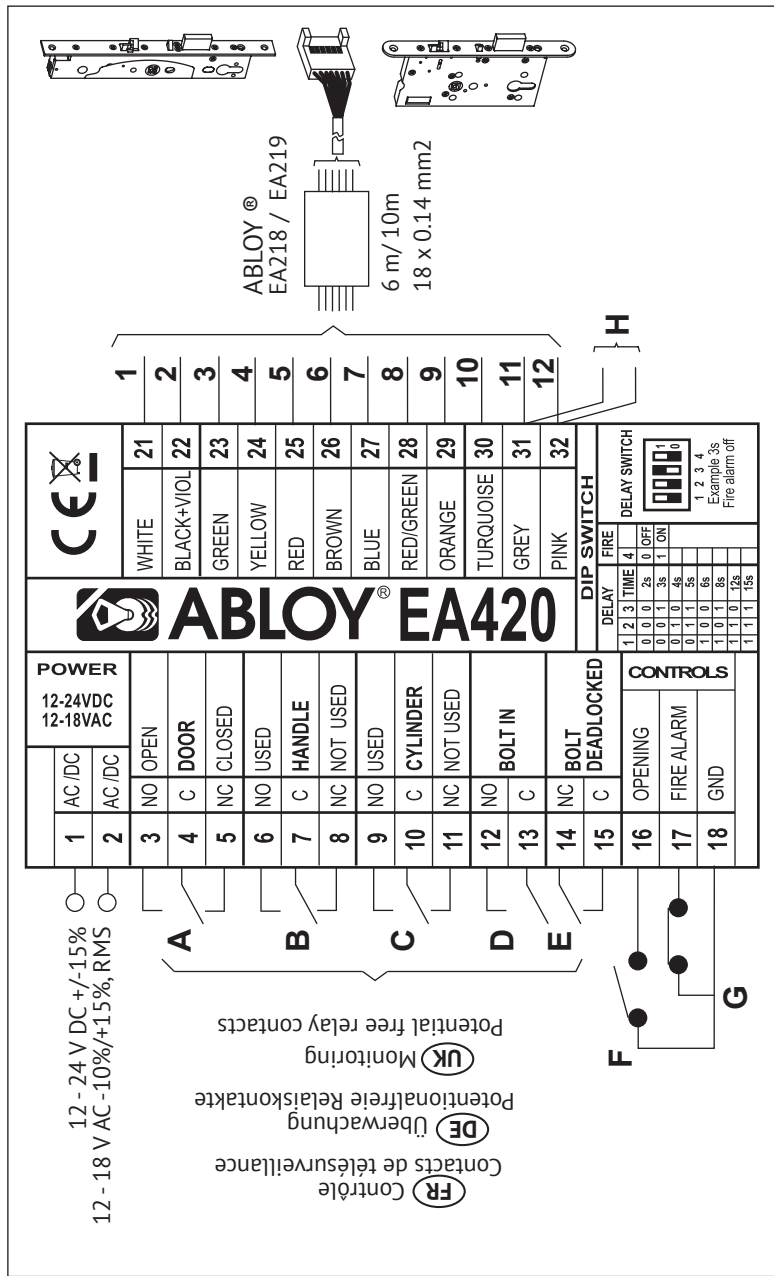 ABLOY ®
EA218 / EA219
6 m/ 10m
18 x 0.14 mm2
12 - 24 V DC +/-15%
12 - 18 V AC -10%/+15%, RMS
POWER
12-24VDC
12-18VAC
1 AC /DC
2 AC /DC
3 NO OPEN
4 C DOOR
5 NC CLOSED
6 NO USED
7 C HANDLE
8 NC NOT USED
9 NO USED
10 C CYLINDER
11 NC NOT USED
12 NO
13 C
BOLT IN
14 NC
15 C
BOLT
DEADLOCKED
CONTROLS
16 OPENING
17 FIRE ALARM
18 GND
A
B
C
D
E
F
G
H
FR Contrôle
Contacts de télésurveillance
DE Überwachung
Potentionalfreie Relaiskontakte
UK Monitoring
Potential free relay contacts
ABLOY® EA420
CE
WHITE 21 1
BLACK+VIOL 22 2
GREEN 23 3
YELLOW 24 4
RED 25 5
BROWN 26 6
BLUE 27 7
RED/GREEN 28 8
ORANGE 29 9
TURQUOISE 30 10
GREY 31 11
PINK 32 12
DIP SWITCH
DELAY FIRE
1 2 3 TIME 4
0 0 0 2s 0 OFF
0 0 1 3s 1 ON
0 1 0 4s
0 1 1 5s
1 0 0 6s
1 0 1 8s
1 1 0 12s
1 1 1 15s
DELAY SWITCH
1
0
1 2 3 4
Example 3s
Fire alarm off